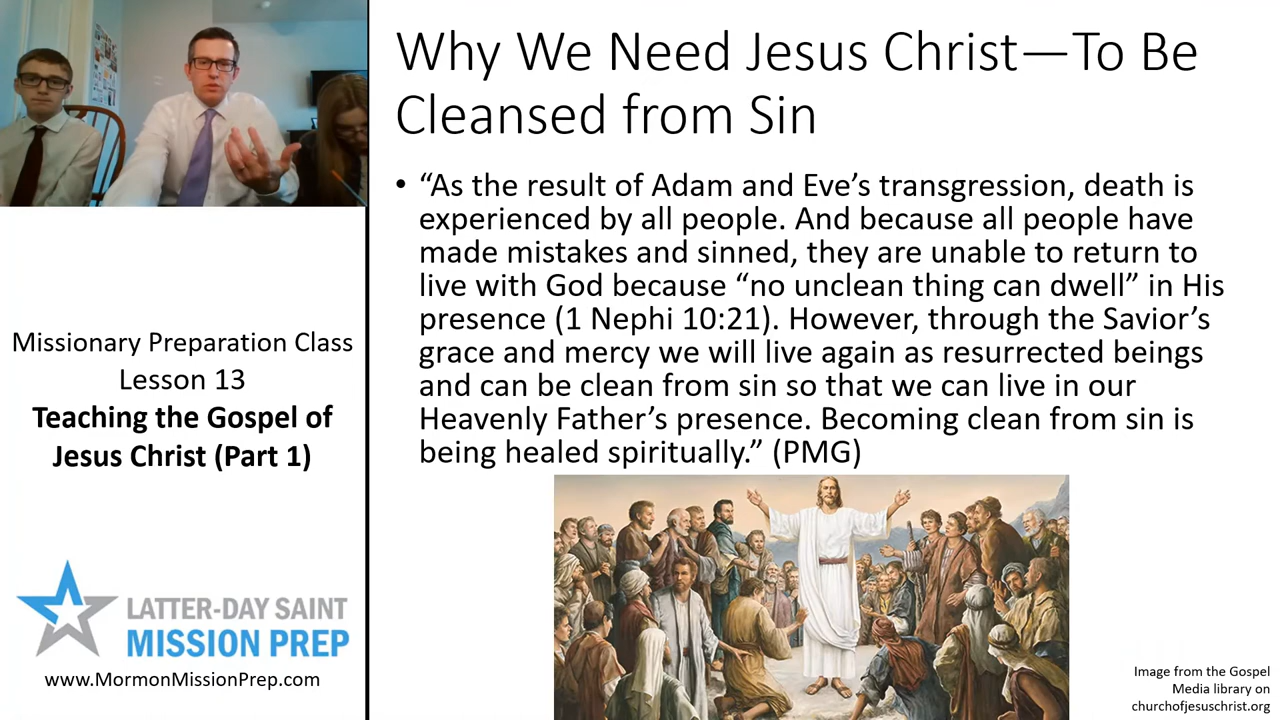 Why We Need Jesus Christ—To Be
Cleansed from Sin
• “As the result of Adam and Eve’s transgression, death is
experienced by all people. And because all people have
made mistakes and sinned, they are unable to return to
live with God because “no unclean thing can dwell” in His
presence (1 Nephi 10:21). However, through the Savior’s
grace and mercy we will live again as resurrected beings
and can be clean from sin so that we can live in our
Heavenly Father’s presence. Becoming clean from sin is
being healed spiritually.” (PMG)
Missionary Preparation Class
Lesson 13
Teaching the Gospel of
Jesus Christ (Part 1)
LATTER-DAY SAINT
MISSION PREP
www.MormonMissionPrep.com
Image from the Gospel
Media library on
churchofjesuschrist.org